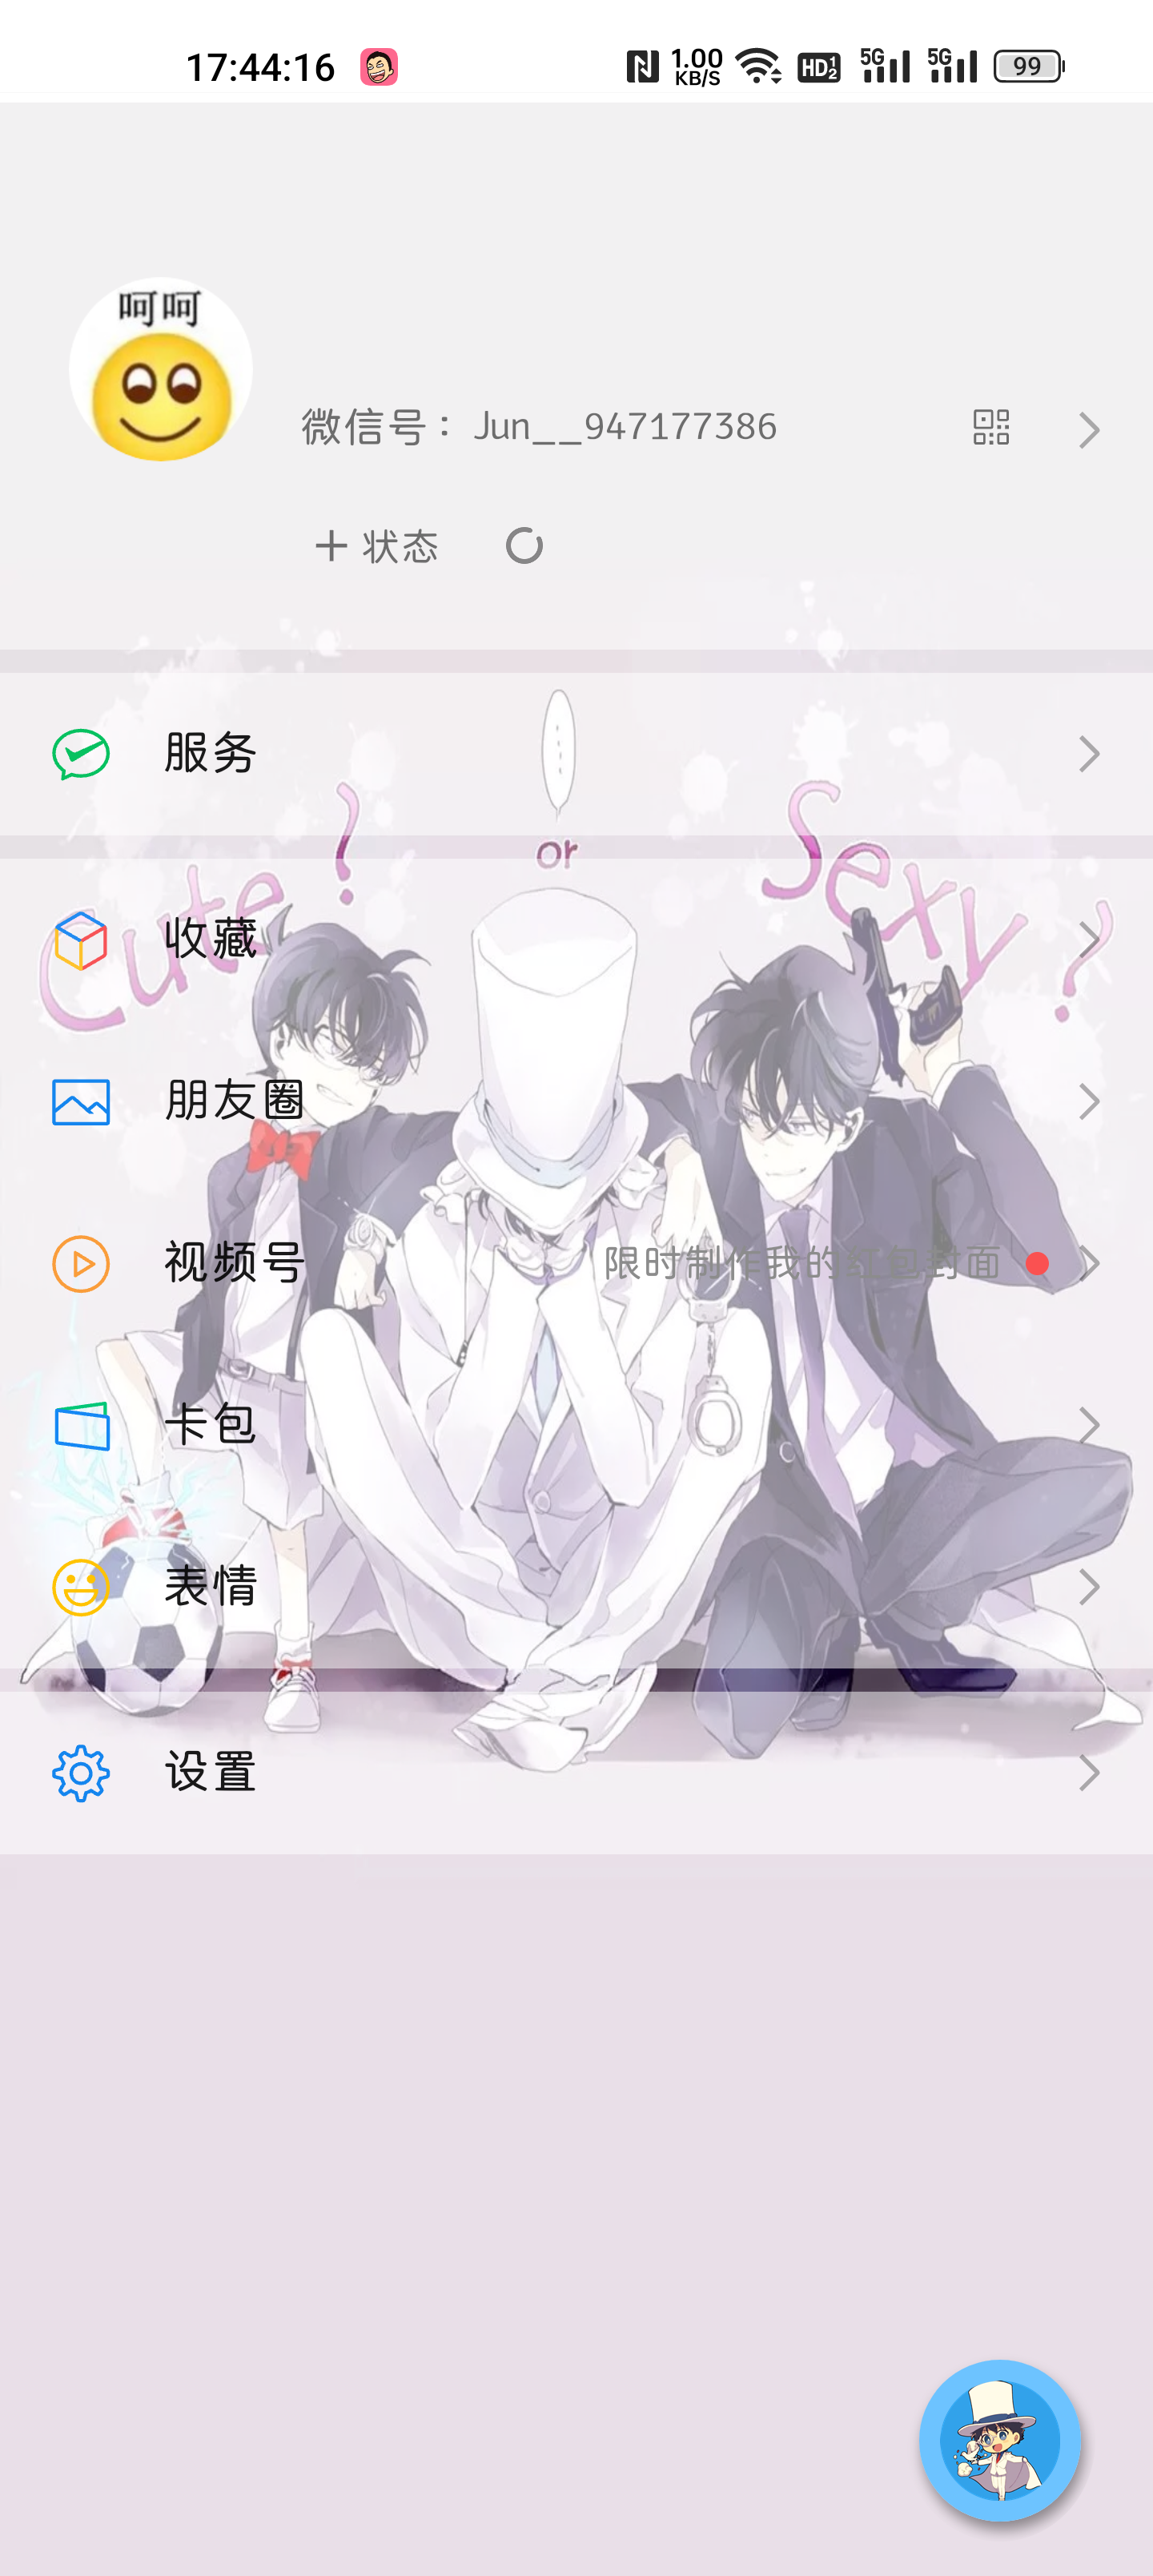 17:44:16
1.00 KB/S HD 1 2 5G 5G 99
呵呵
微信号：Jun__947177386
+ 状态
服务
Cute? or Sexy?
收藏
朋友圈
视频号 限时制作我的红包封面
卡包
表情
设置